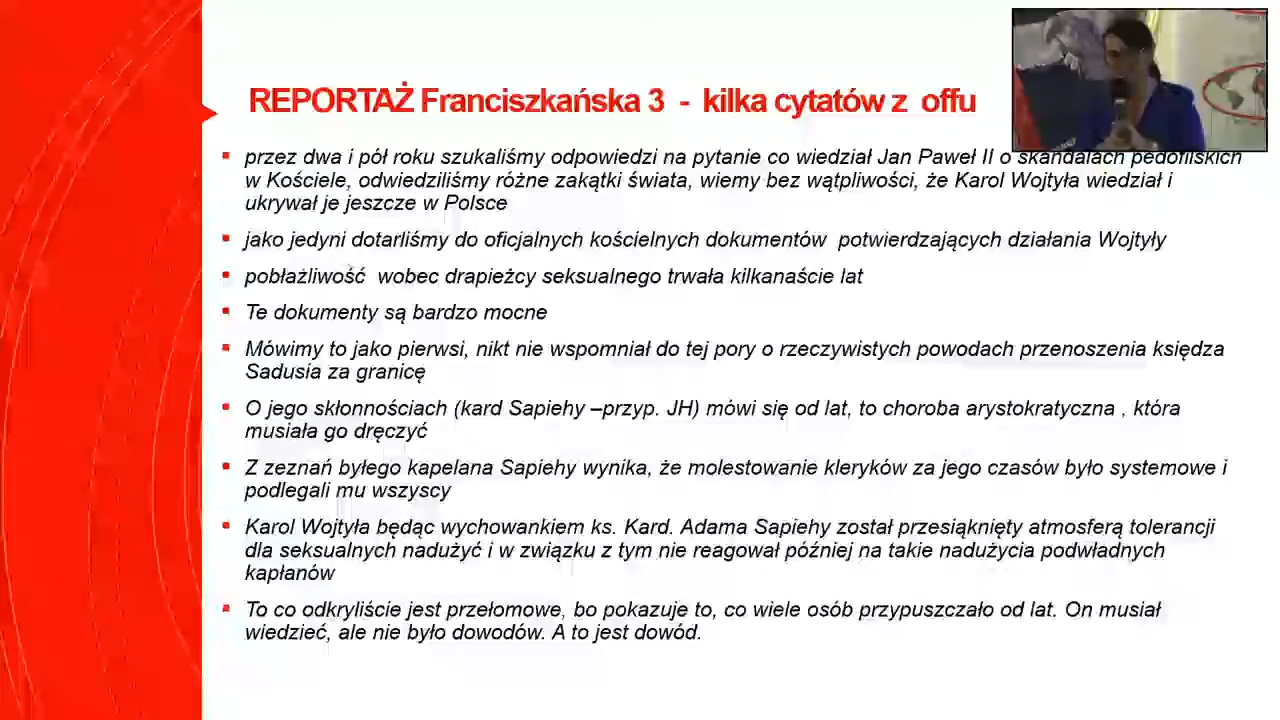 REPORTAŻ Franciszkańska 3 - kilka cytatów z offu
przez dwa i pół roku szukaliśmy odpowiedzi na pytanie co wiedział Jan Paweł II o skandalach pedofilskich
w Kościele, odwiedziliśmy różne zakątki świata, wiemy bez wątpliwości, że Karol Wojtyła wiedział i
ukrywał je jeszcze w Polsce
jako jedyni dotarliśmy do oficjalnych kościelnych dokumentów potwierdzających działania Wojtyły
pobłażliwość wobec drapieżcy seksualnego trwała kilkanaście lat
Te dokumenty są bardzo mocne
Mówimy to jako pierwsi, nikt nie wspomniał do tej pory o rzeczywistych powodach przenoszenia księdza
Sadusia za granicę
O jego skłonnościach (kard Sapiehy –przyp. JH) mówi się od lat, to choroba arystokratyczna , która
musiała go dręczyć
Z zeznań byłego kapelana Sapiehy wynika, że molestowanie kleryków za jego czasów było systemowe i
podlegali mu wszyscy
Karol Wojtyła będąc wychowankiem ks. Kard. Adama Sapiehy został przesiąknięty atmosferą tolerancji
dla seksualnych nadużyć i w związku z tym nie reagował później na takie nadużycia podwładnych
kapłanów
To co odkryliście jest przełomowe, bo pokazuje to, co wiele osób przypuszczało od lat. On musiał
wiedzieć, ale nie było dowodów. A to jest dowód.